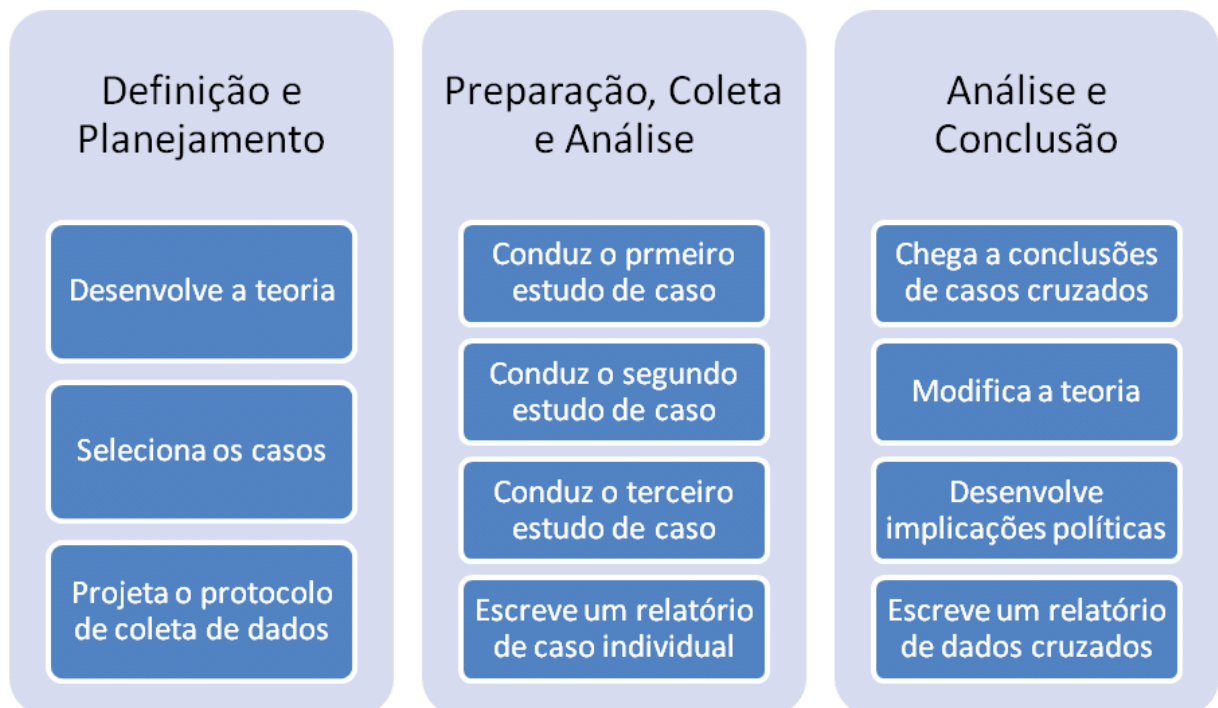 Definição e
Planejamento
Desenvolve a teoria
Seleciona os casos
Projeta o protocolo
de coleta de dados
Preparação, Coleta
e Análise
Conduz o prmeiro
estudo de caso
Conduz o segundo
estudo de caso
Conduz o terceiro
estudo de caso
Escreve um relatório
de caso individual
Análise e
Conclusão
Chega a conclusões
de casos cruzados
Modifica a teoria
Desenvolve
implicações políticas
Escreve um relatório
de dados cruzados